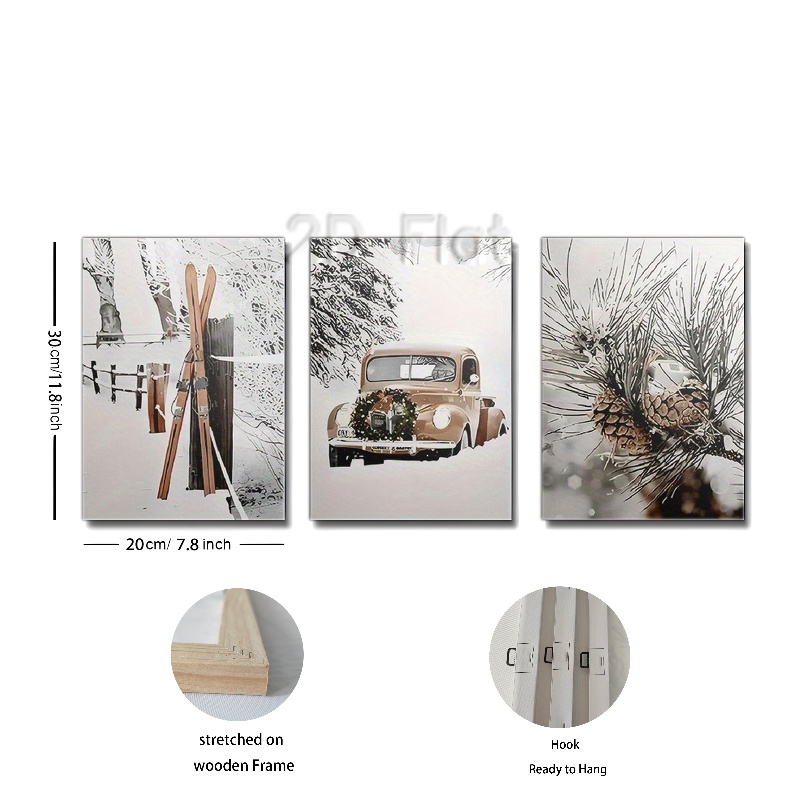 2D Flat
30cm/11.8inch
20cm/ 7.8 inch
stretched on
wooden Frame
Hook
Ready to Hang